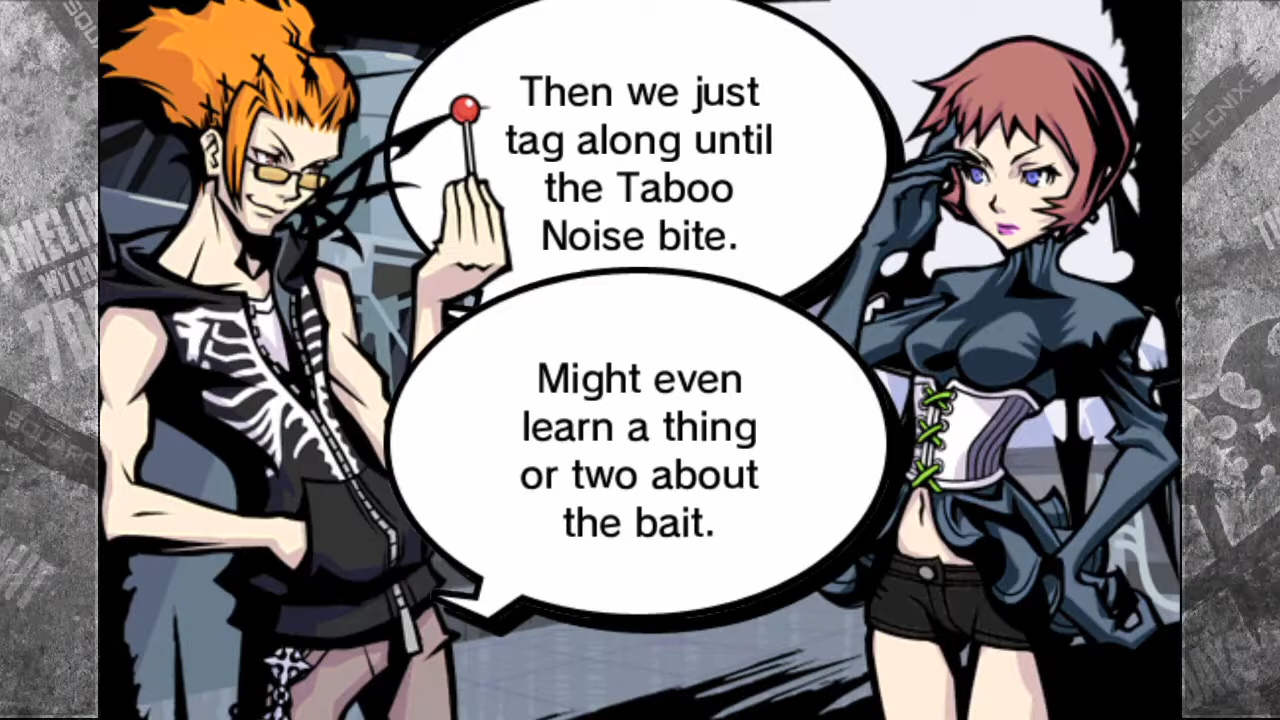 Then we just
tag along until
the Taboo
Noise bite.
Might even
learn a thing
or two about
the bait.